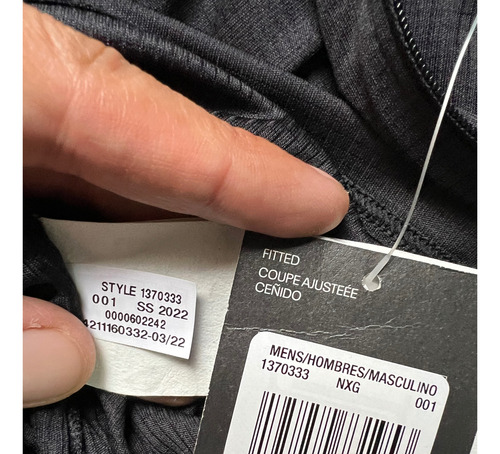 STYLE 1370333
001 SS 2022
0000602242
4211160332-03/22
FITTED
COUPE AJUSTEÉE
CEÑIDO
MENS/HOMBRES/MASCULINO
1370333 NXG 001